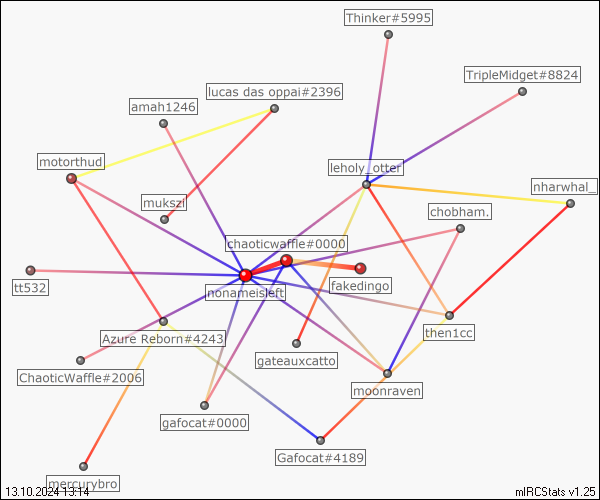 Thinker#5995
TripleMidget#8824
lucas das oppai#2396
amah1246
motorthud
leholy_otter
nharwhal_
mukszi
chobham.
chaoticwaffle#0000
tt532
nonameisleft
fakedingo
Azure Reborn#4243
then1cc
gateauxcatto
ChaoticWaffle#2006
moonraven
gafocat#0000
Gafocat#4189
mercurybro
13.10.2024 13:14
mIRCStats v1.25